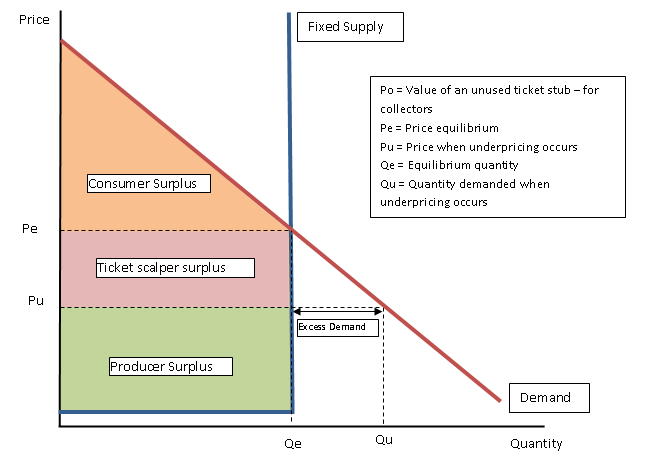 Price
Fixed Supply
Po = Value of an unused ticket stub – for
collectors
Pe = Price equilibrium
Pu = Price when underpricing occurs
Qe = Equilibrium quantity
Qu = Quantity demanded when
underpricing occurs
Consumer Surplus
Pe
Ticket scalper surplus
Pu
Excess Demand
Producer Surplus
Demand
Qe
Qu
Quantity